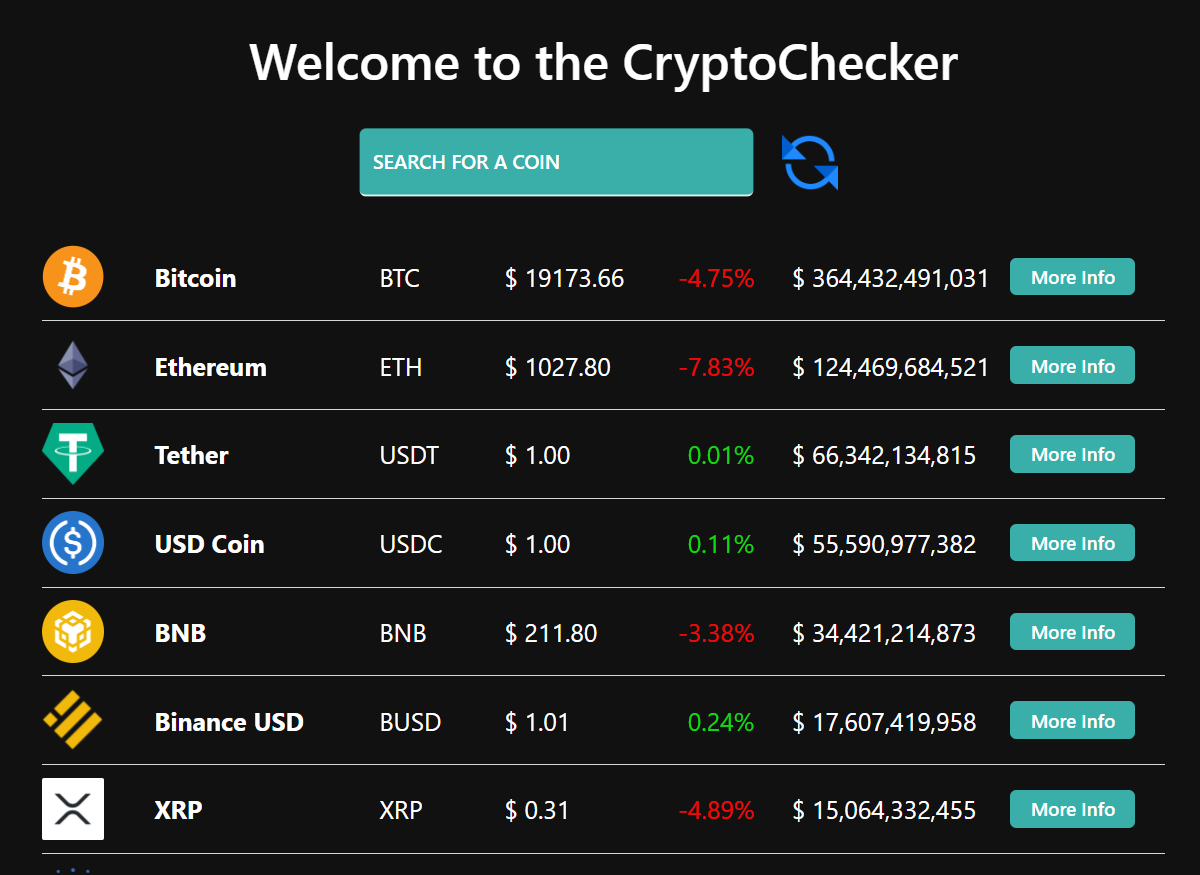 Welcome to the CryptoChecker
SEARCH FOR A COIN
Bitcoin BTC $ 19173.66 -4.75% $ 364,432,491,031 More Info
Ethereum ETH $ 1027.80 -7.83% $ 124,469,684,521 More Info
Tether USDT $ 1.00 0.01% $ 66,342,134,815 More Info
USD Coin USDC $ 1.00 0.11% $ 55,590,977,382 More Info
BNB BNB $ 211.80 -3.38% $ 34,421,214,873 More Info
Binance USD BUSD $ 1.01 0.24% $ 17,607,419,958 More Info
XRP XRP $ 0.31 -4.89% $ 15,064,332,455 More Info